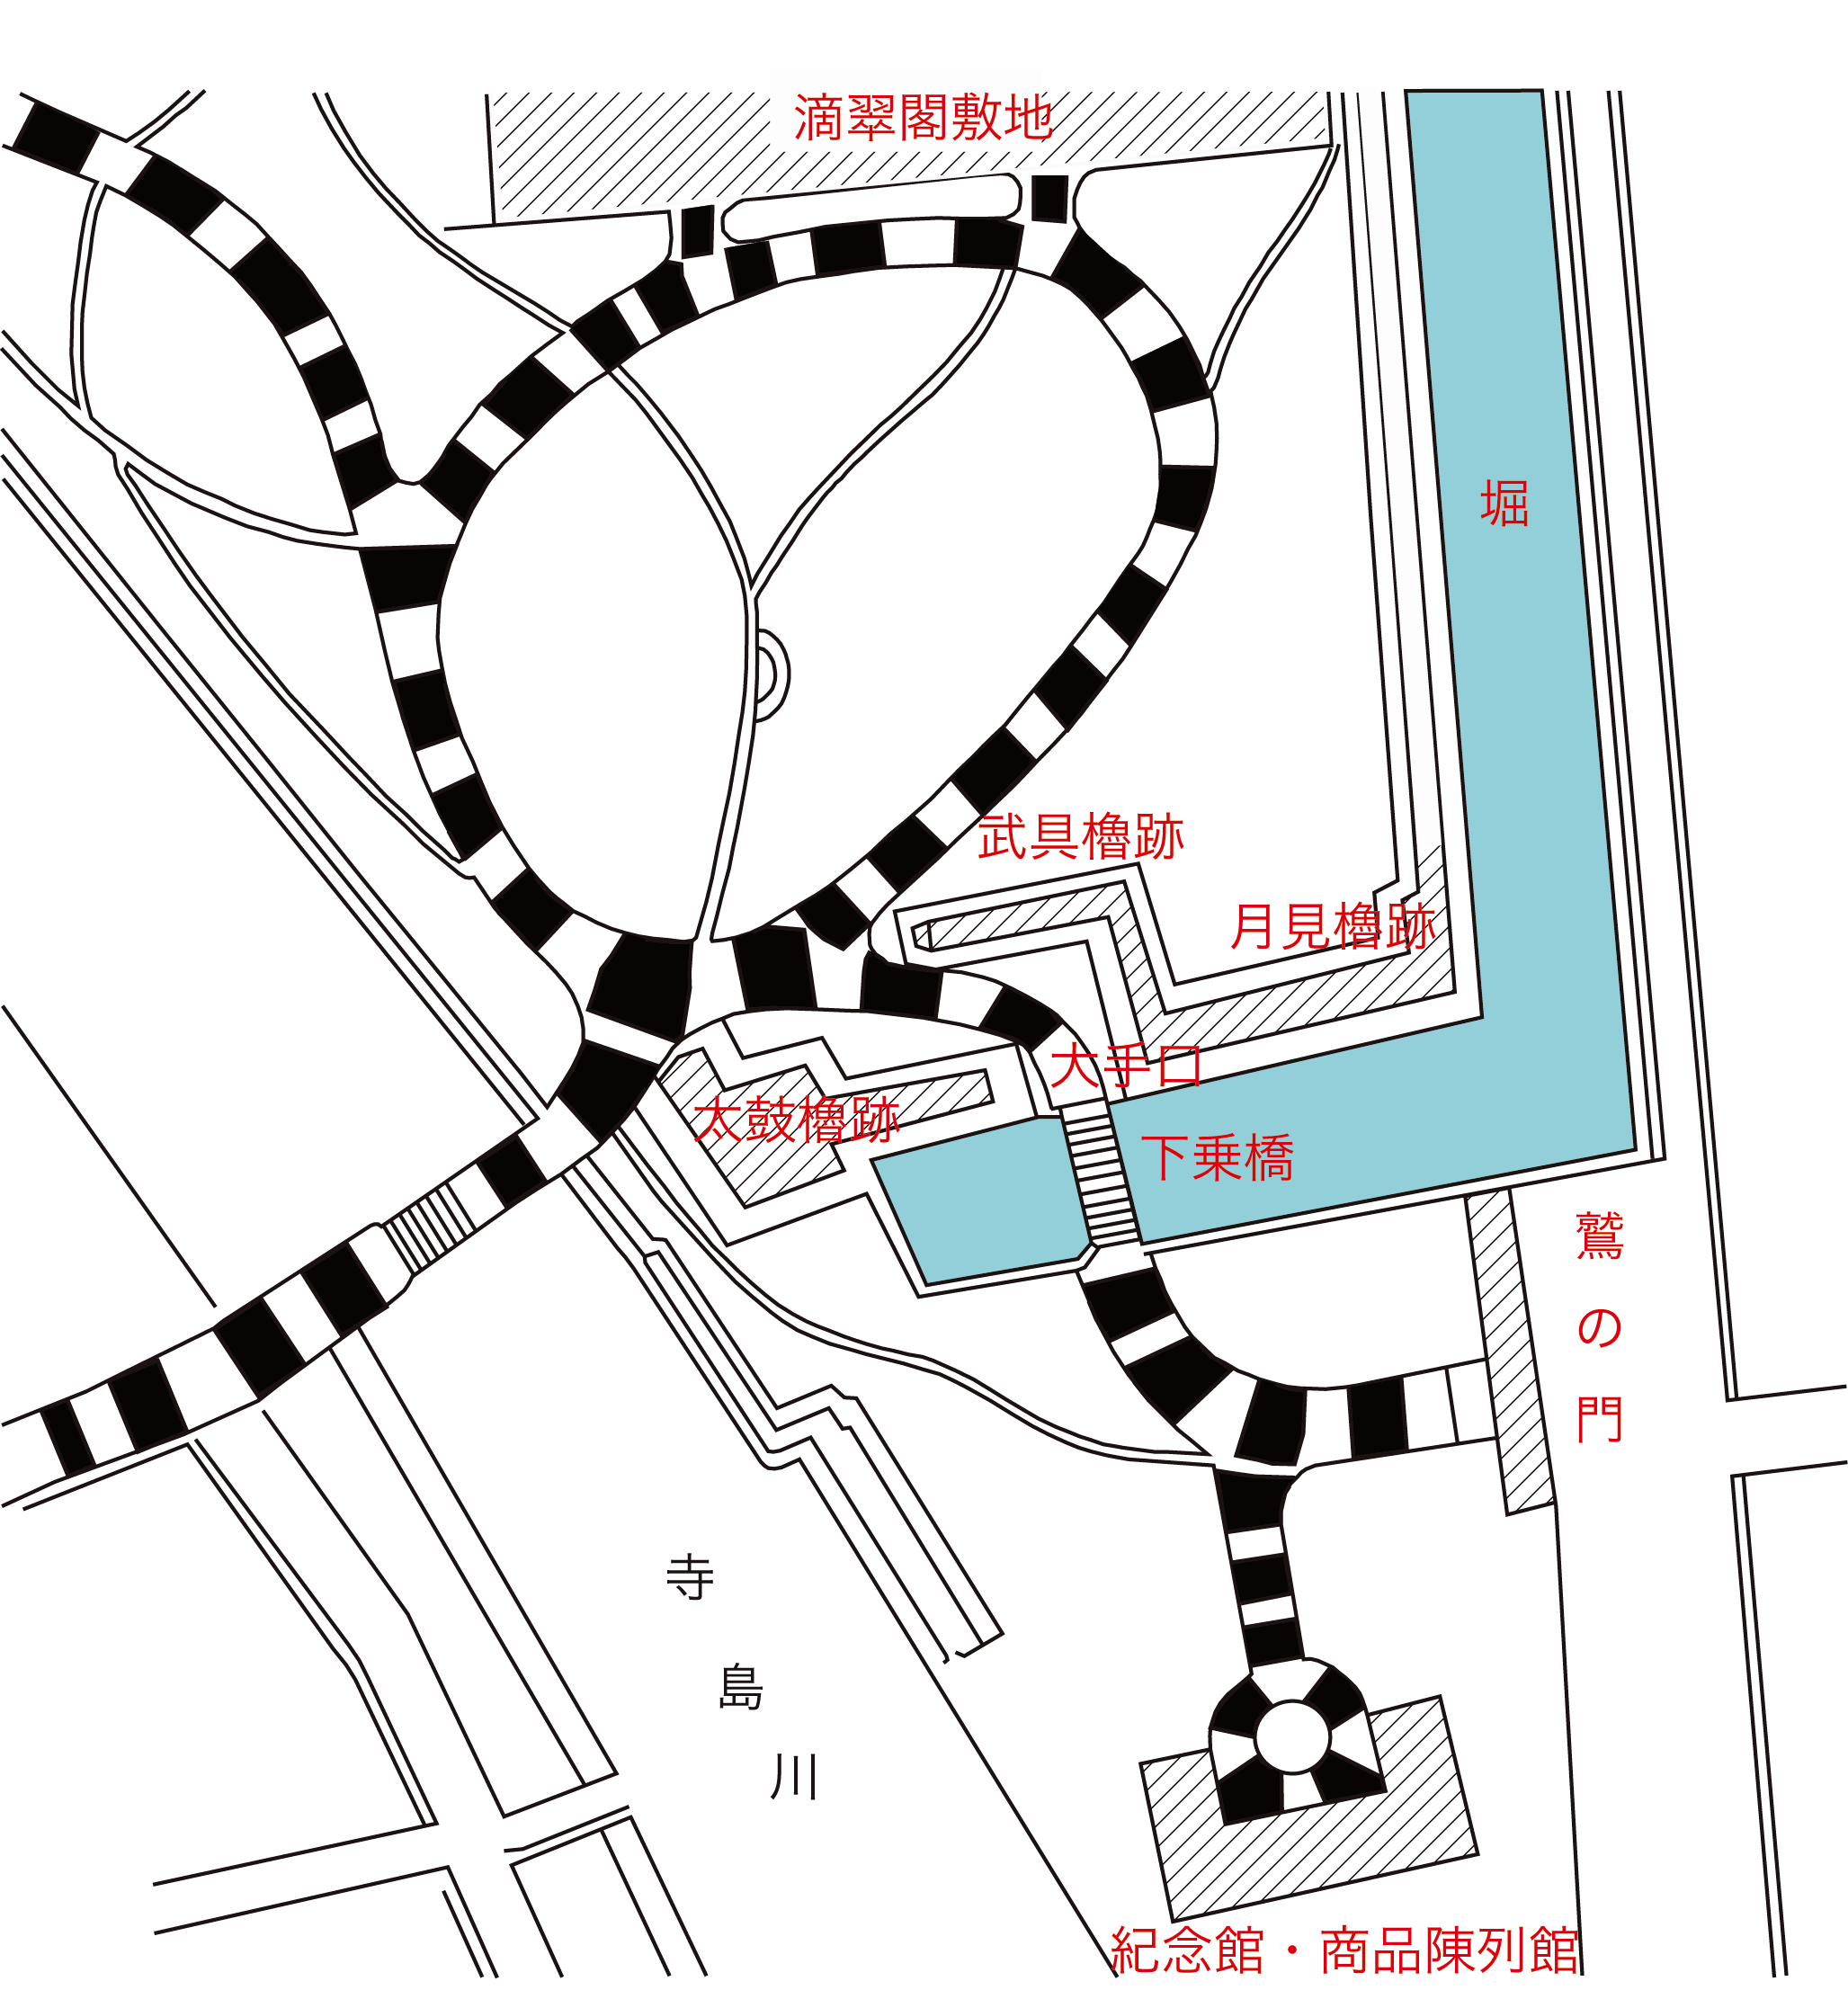 滴翠閣敷地
堀
武具櫓跡
月見櫓跡
大手口
太鼓櫓跡
下乗橋
鷲の門
寺島川
紀念館・商品陳列館